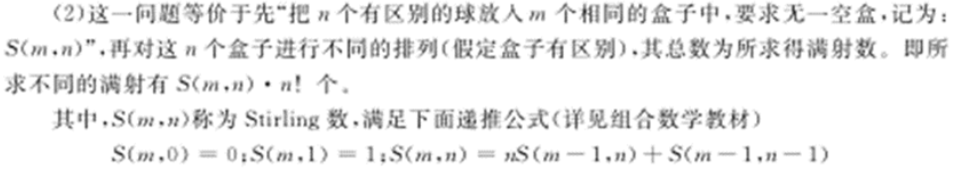 (2)这一问题等价于先“把 n 个有区别的球放入 m 个相同的盒子中,要求无一空盒,记为:
S(m,n)”,再对这 n 个盒子进行不同的排列(假定盒子有区别),其总数为所求得满射数。即所
求不同的满射有 S(m,n)·n! 个。
其中,S(m,n)称为 Stirling 数,满足下面递推公式(详见组合数学教材)
S(m,0) = 0;S(m,1) = 1;S(m,n) = nS(m−1,n)+S(m−1,n−1)